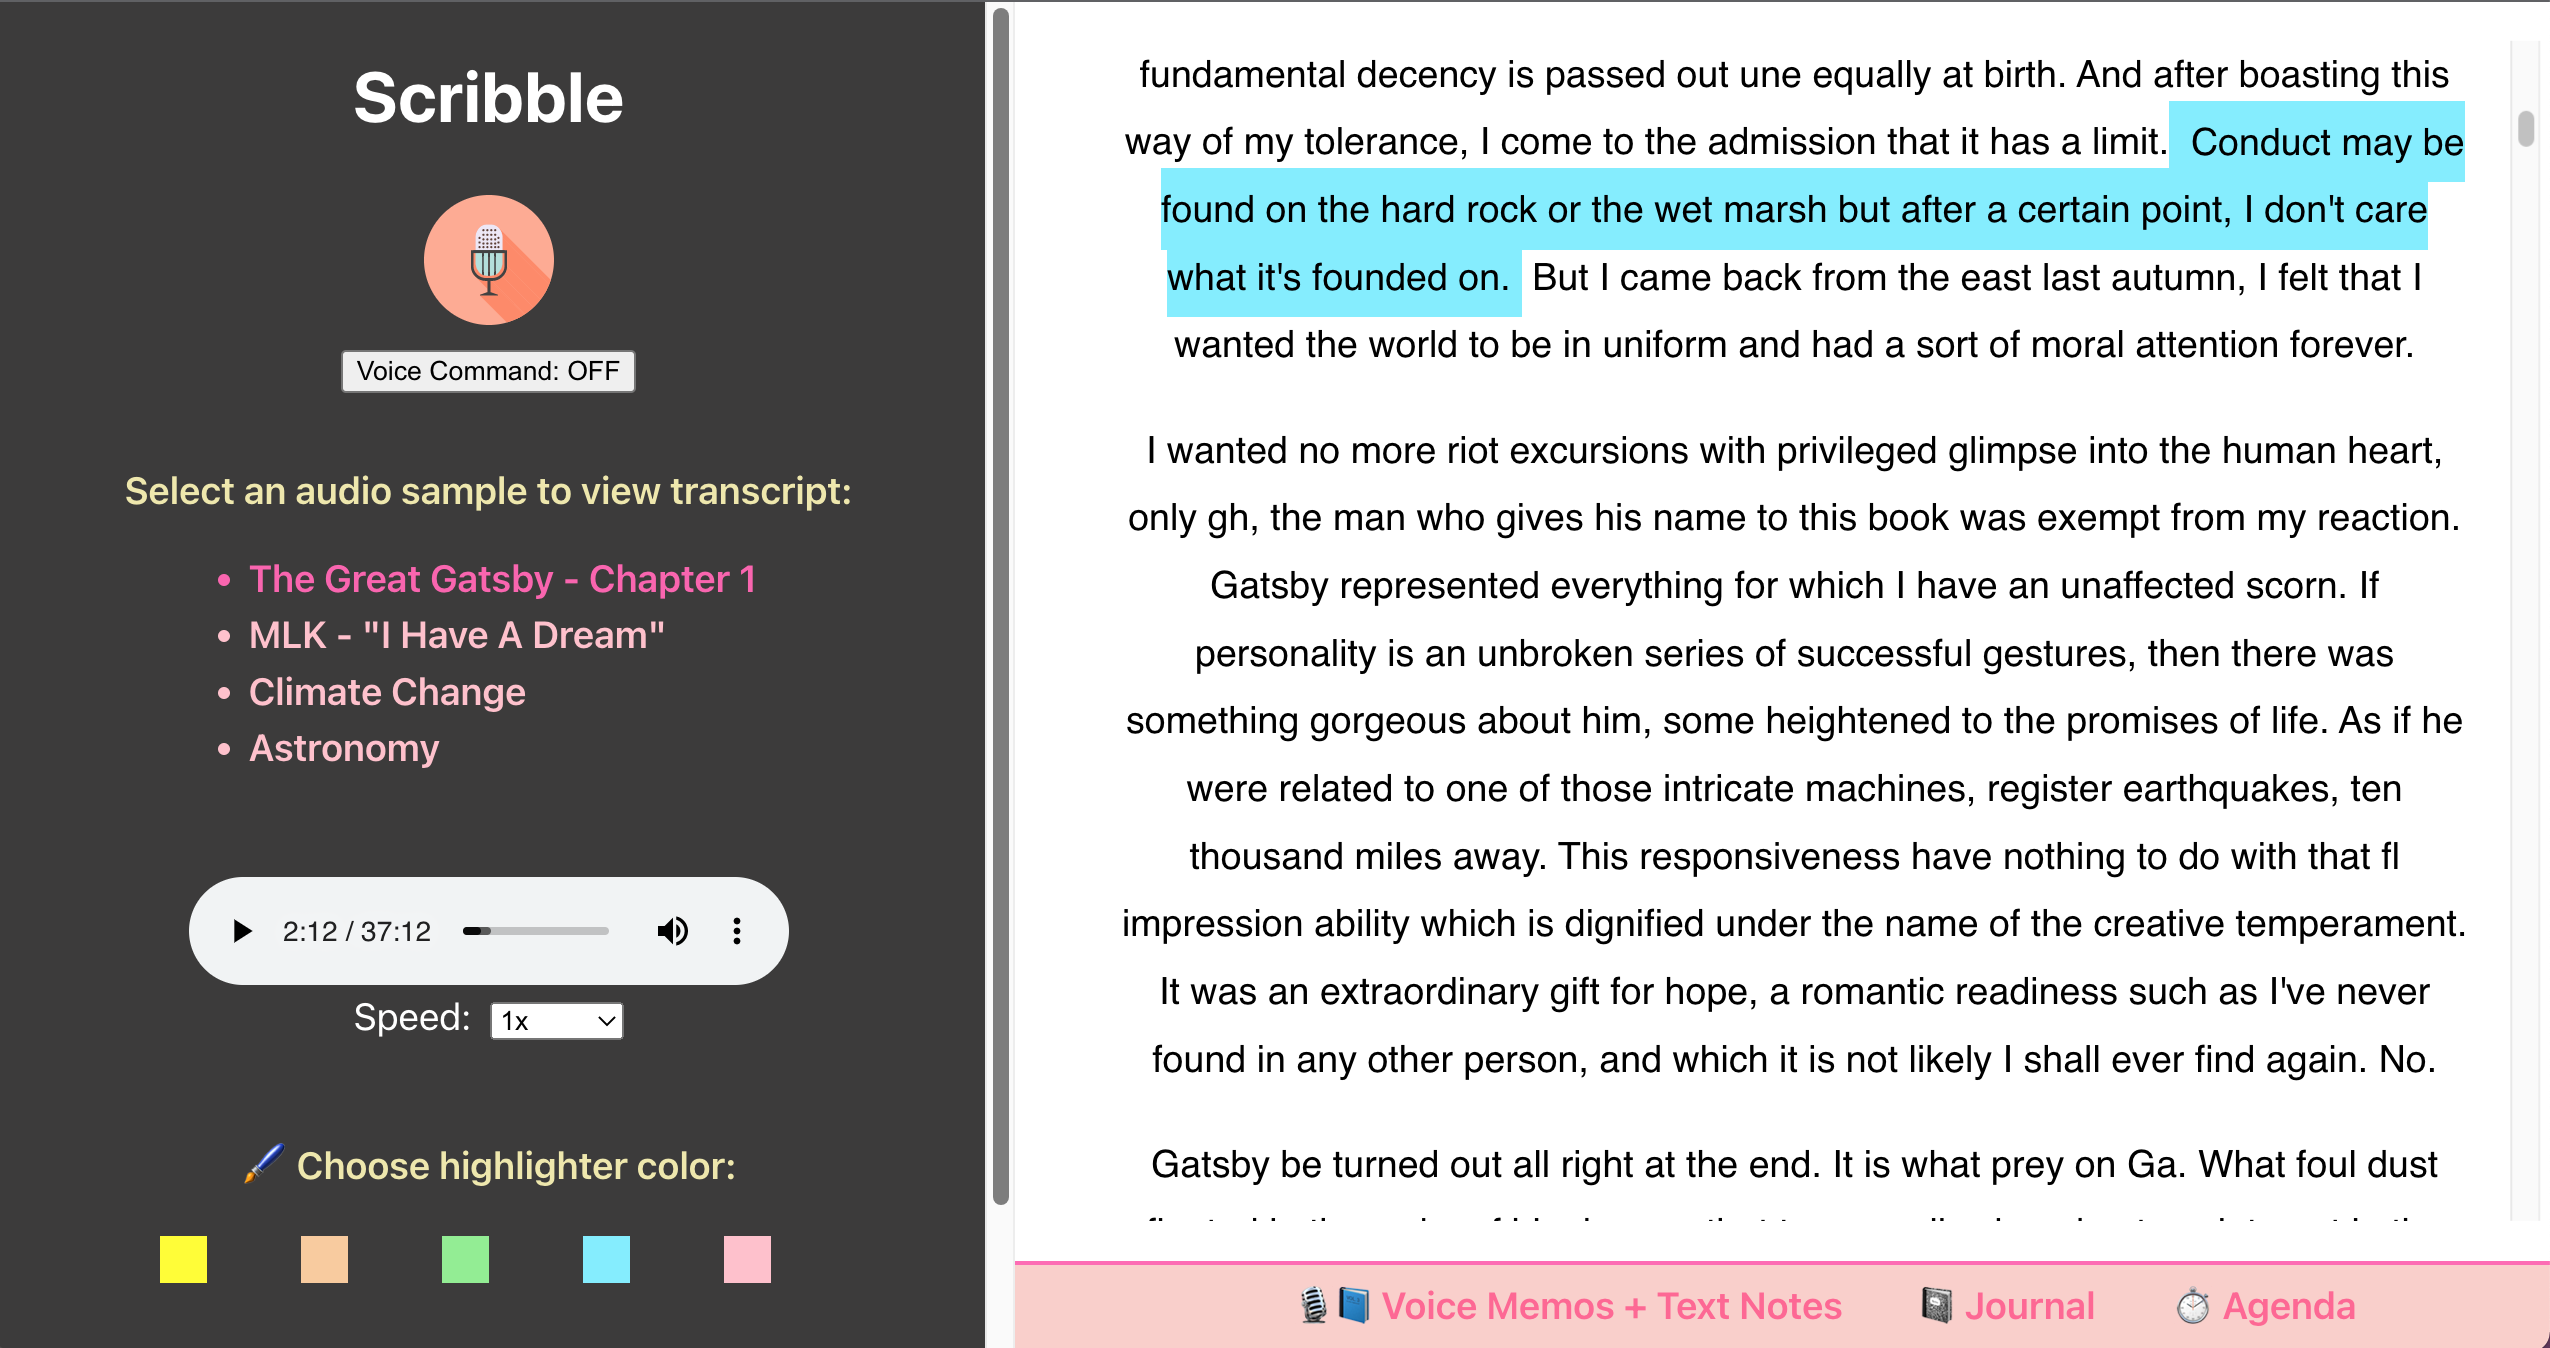 Scribble
Voice Command: OFF
Select an audio sample to view transcript:
• The Great Gatsby - Chapter 1
• MLK - "I Have A Dream"
• Climate Change
• Astronomy
2:12 / 37:12
Speed: 1x
Choose highlighter color:
fundamental decency is passed out une equally at birth. And after boasting this
way of my tolerance, I come to the admission that it has a limit. Conduct may be
found on the hard rock or the wet marsh but after a certain point, I don't care
what it's founded on. But I came back from the east last autumn, I felt that I
wanted the world to be in uniform and had a sort of moral attention forever.
I wanted no more riot excursions with privileged glimpse into the human heart,
only gh, the man who gives his name to this book was exempt from my reaction.
Gatsby represented everything for which I have an unaffected scorn. If
personality is an unbroken series of successful gestures, then there was
something gorgeous about him, some heightened to the promises of life. As if he
were related to one of those intricate machines, register earthquakes, ten
thousand miles away. This responsiveness have nothing to do with that fl
impression ability which is dignified under the name of the creative temperament.
It was an extraordinary gift for hope, a romantic readiness such as I've never
found in any other person, and which it is not likely I shall ever find again. No.
Gatsby be turned out all right at the end. It is what prey on Ga. What foul dust
Voice Memos + Text Notes
Journal
Agenda